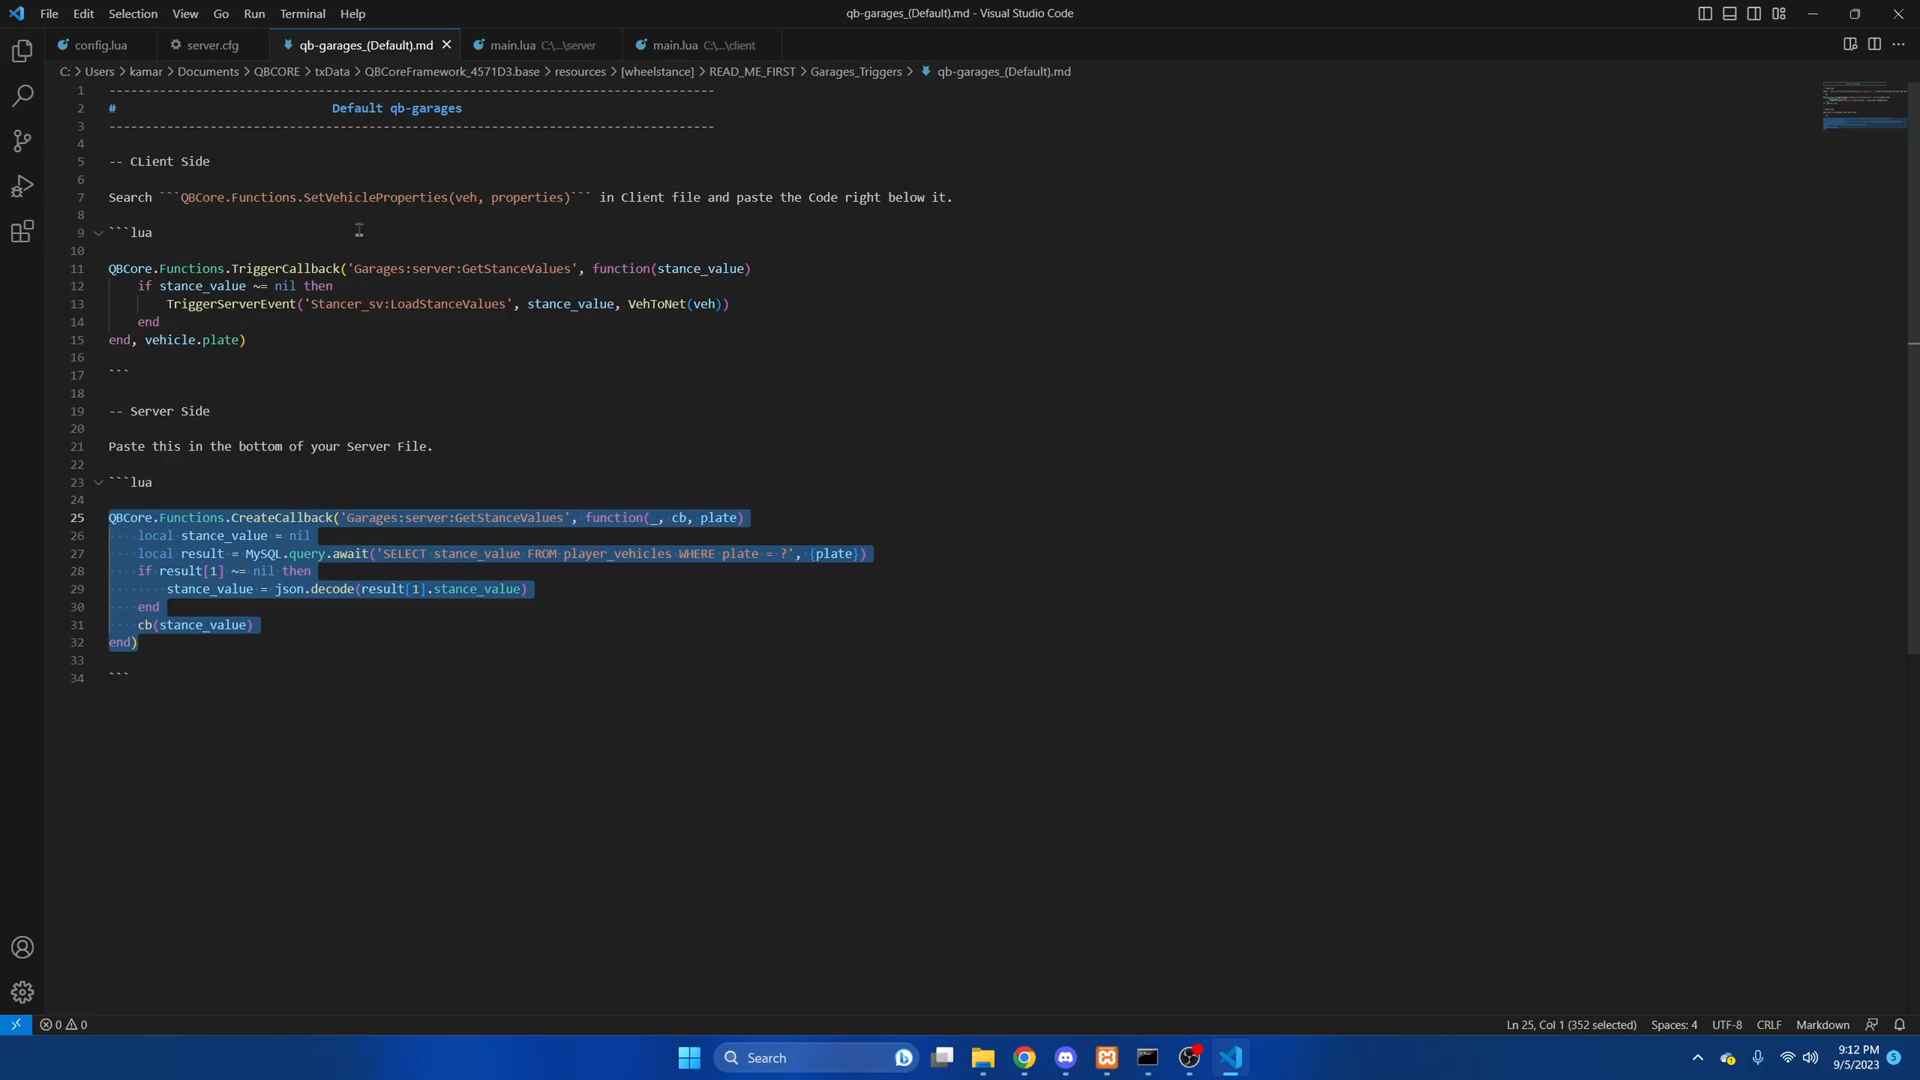 File Edit Selection View Go Run Terminal Help
qb-garages_(Default).md - Visual Studio Code
config.lua server.cfg qb-garages_(Default).md main.lua C:\...\server main.lua C:\...\client
C: > Users > kamar > Documents > QBCORE > txData > QBCoreFramework_4571D3.base > resources > [wheelstance] > READ_ME_FIRST > Garages_Triggers > qb-garages_(Default).md
1 ------------------------------------------------------------------------------------
2 # Default qb-garages
3 ------------------------------------------------------------------------------------
4
5 -- CLient Side
6
7 Search ```QBCore.Functions.SetVehicleProperties(veh, properties)``` in Client file and paste the Code right below it.
8
9 ```lua
10
11 QBCore.Functions.TriggerCallback('Garages:server:GetStanceValues', function(stance_value)
12 if stance_value ~= nil then
13 TriggerServerEvent('Stancer_sv:LoadStanceValues', stance_value, VehToNet(veh))
14 end
15 end, vehicle.plate)
16
17 ```
18
19 -- Server Side
20
21 Paste this in the bottom of your Server File.
22
23 ```lua
24
25 QBCore.Functions.CreateCallback('Garages:server:GetStanceValues', function(_, cb, plate)
26 local stance_value = nil
27 local result = MySQL.query.await('SELECT stance_value FROM player_vehicles WHERE plate = ?', {plate})
28 if result[1] ~= nil then
29 stance_value = json.decode(result[1].stance_value)
30 end
31 cb(stance_value)
32 end)
33
34 ```
0 0 Ln 25, Col 1 (352 selected) Spaces: 4 UTF-8 CRLF Markdown
Search
9:12 PM
9/5/2023 5